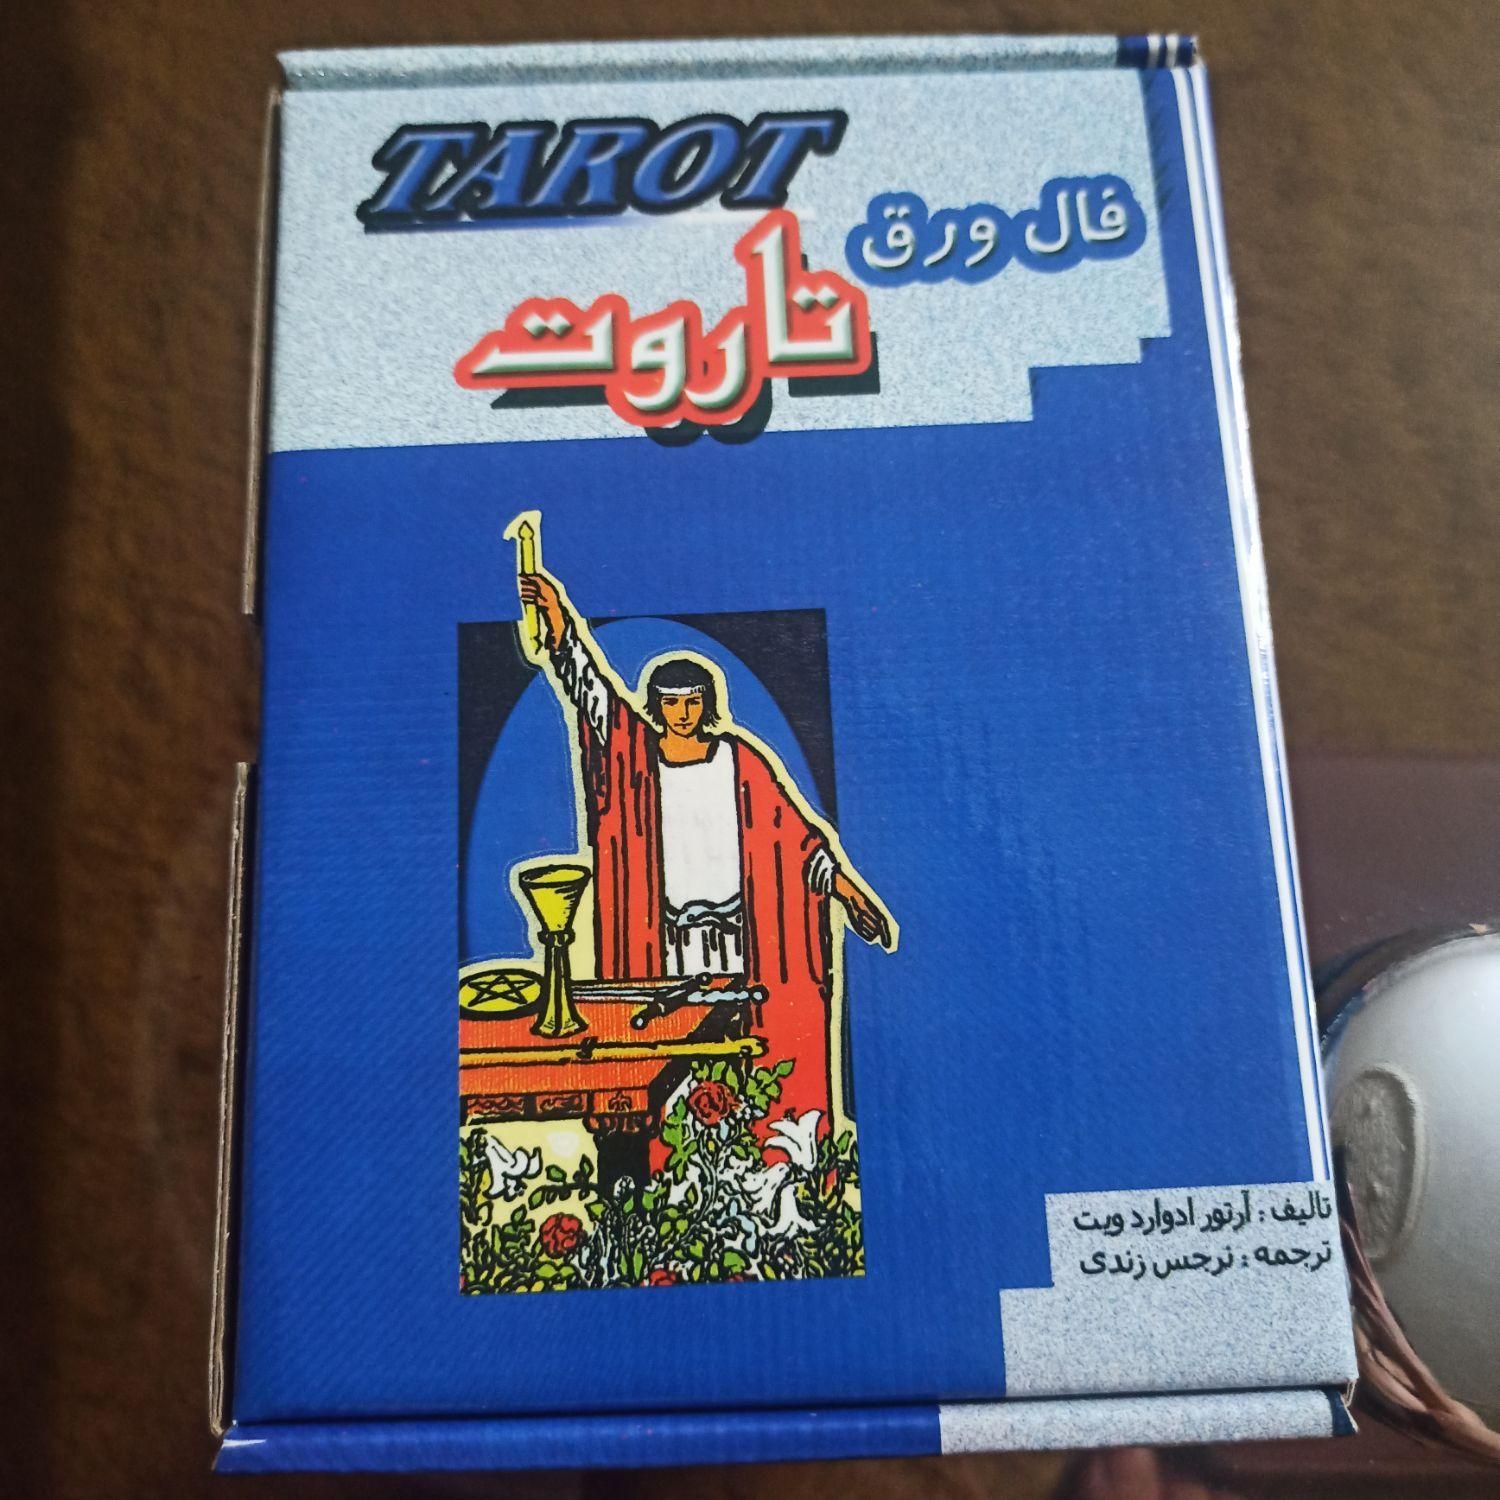 TAROT
فال ورق
تاروت
تالیف : آرتور ادوارد ویت
ترجمه : نرجس زندی